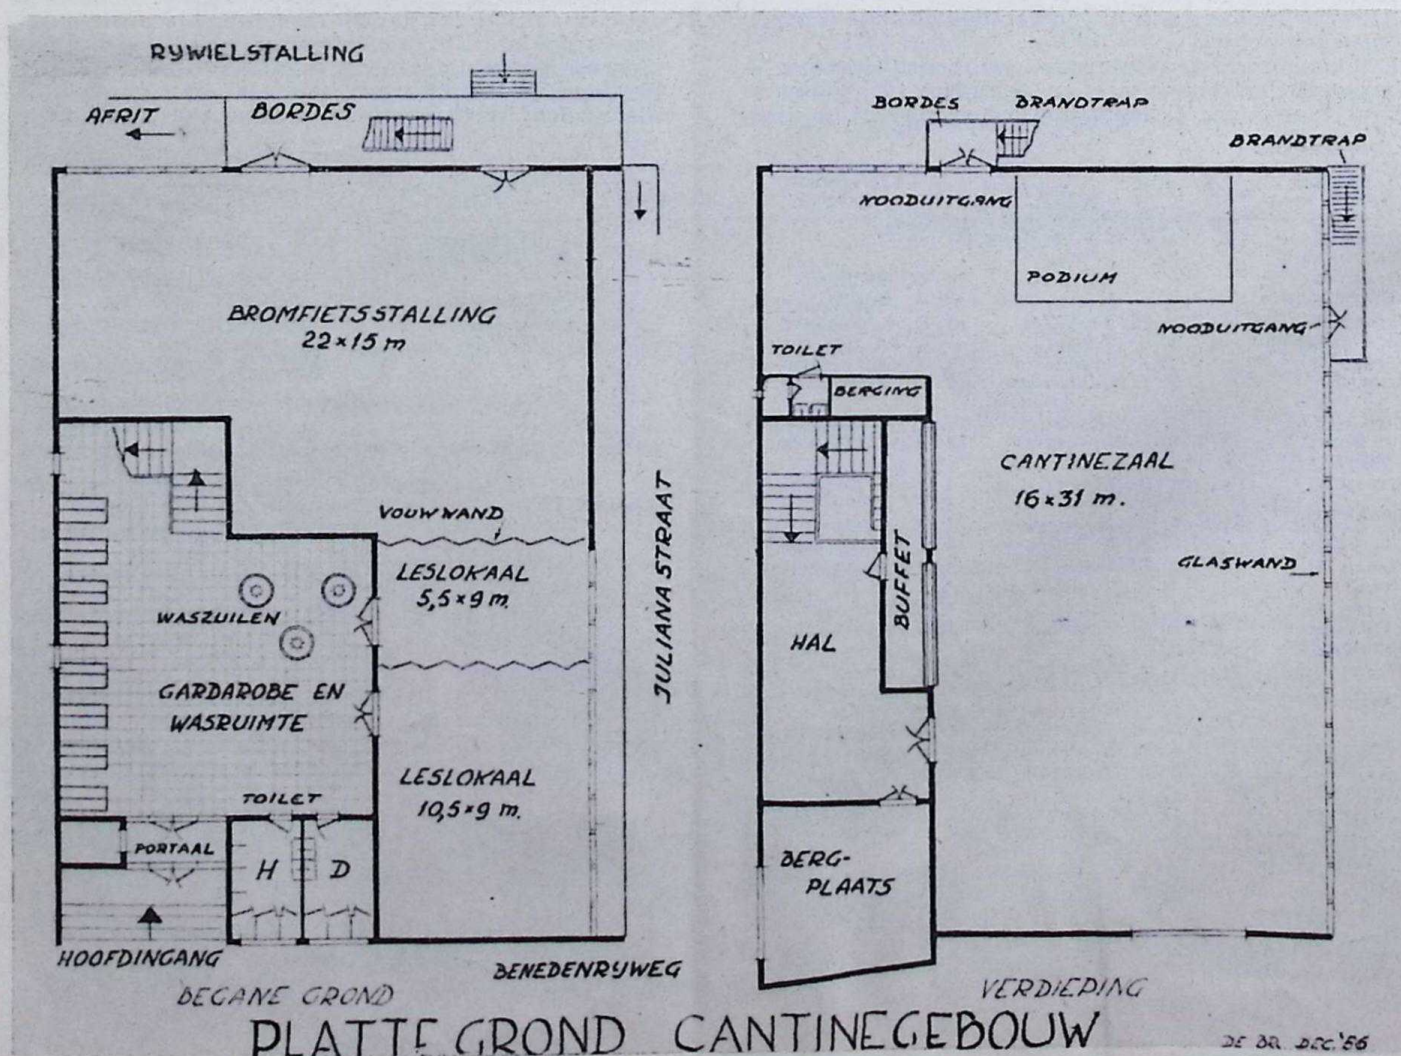 RYWIELSTALLING
AFRIT
BORDES
BROMFIETSSTALLING
22×15 m
VOUWWAND
LESLOKAAL
5,5×9 m.
WASZUILEN
GARDAROBE EN
WASRUIMTE
LESLOKAAL
10,5×9 m.
TOILET
PORTAAL
H
D
HOOFDINGANG
BENEDENRYWEG
JULIANA STRAAT
BEGANE GROND
BORDES
BRANDTRAP
BRANDTRAP
NOODUITGANG
PODIUM
NOODUITGANG
TOILET
BERGING
CANTINEZAAL
16×31 m.
BUFFET
GLASWAND
HAL
BERG-
PLAATS
VERDIEPING
PLATTEGROND CANTINEGEBOUW
DE BR. DEC.'56